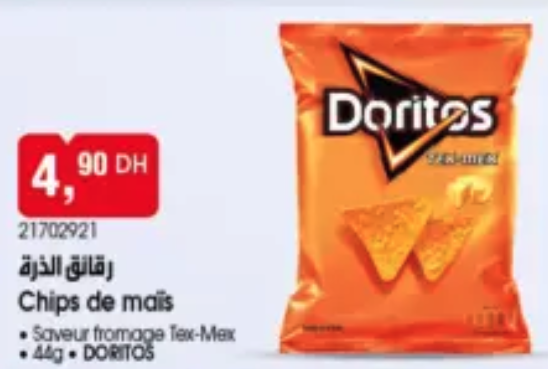 4,90 DH
21702921
رقائق الذرة
Chips de maïs
• Saveur fromage Tex-Mex
• 44g • DORITOS
Doritos
TEX-MEX